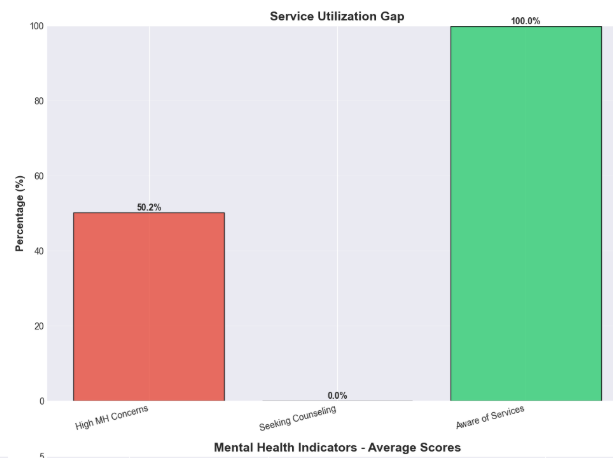 Service Utilization Gap
100
80
60
40
20
0
Percentage (%)
50.2%
0.0%
100.0%
High MH Concerns
Seeking Counseling
Aware of Services
Mental Health Indicators - Average Scores
5